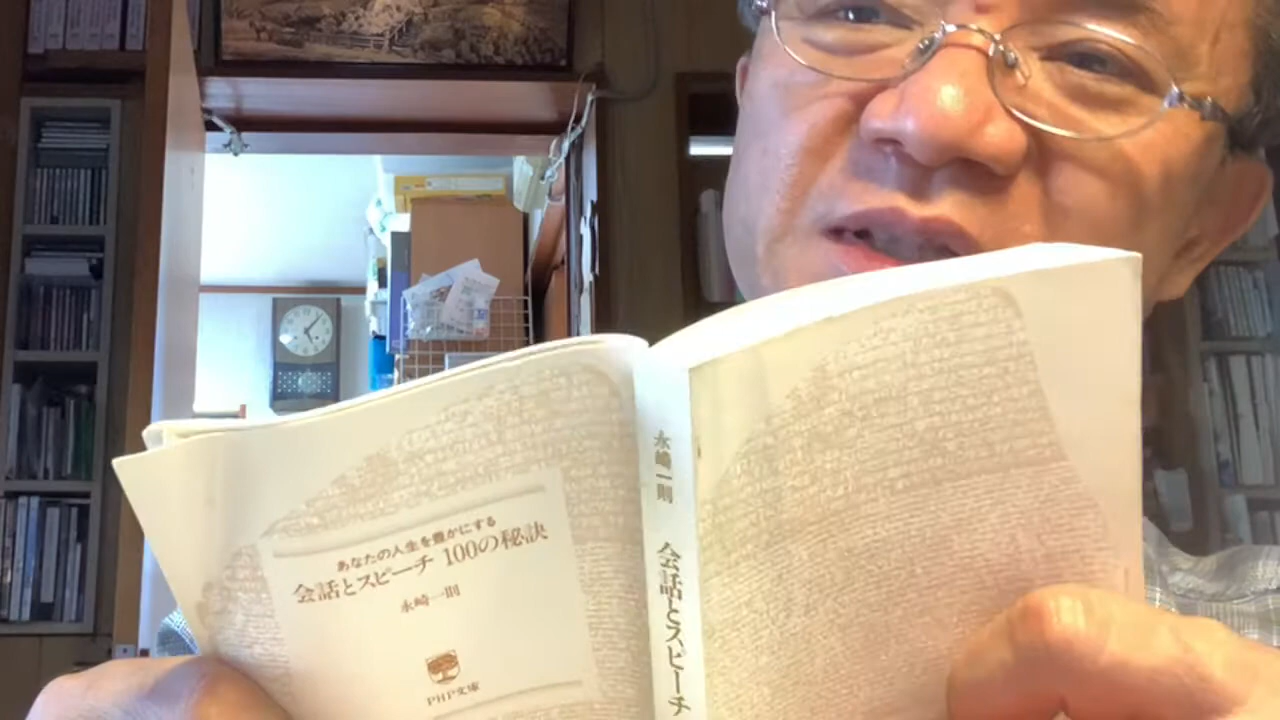 あなたの人生を豊かにする
会話とスピーチ 100の秘訣
永崎一則
PHP文庫
永崎一則
会話とスピーチ